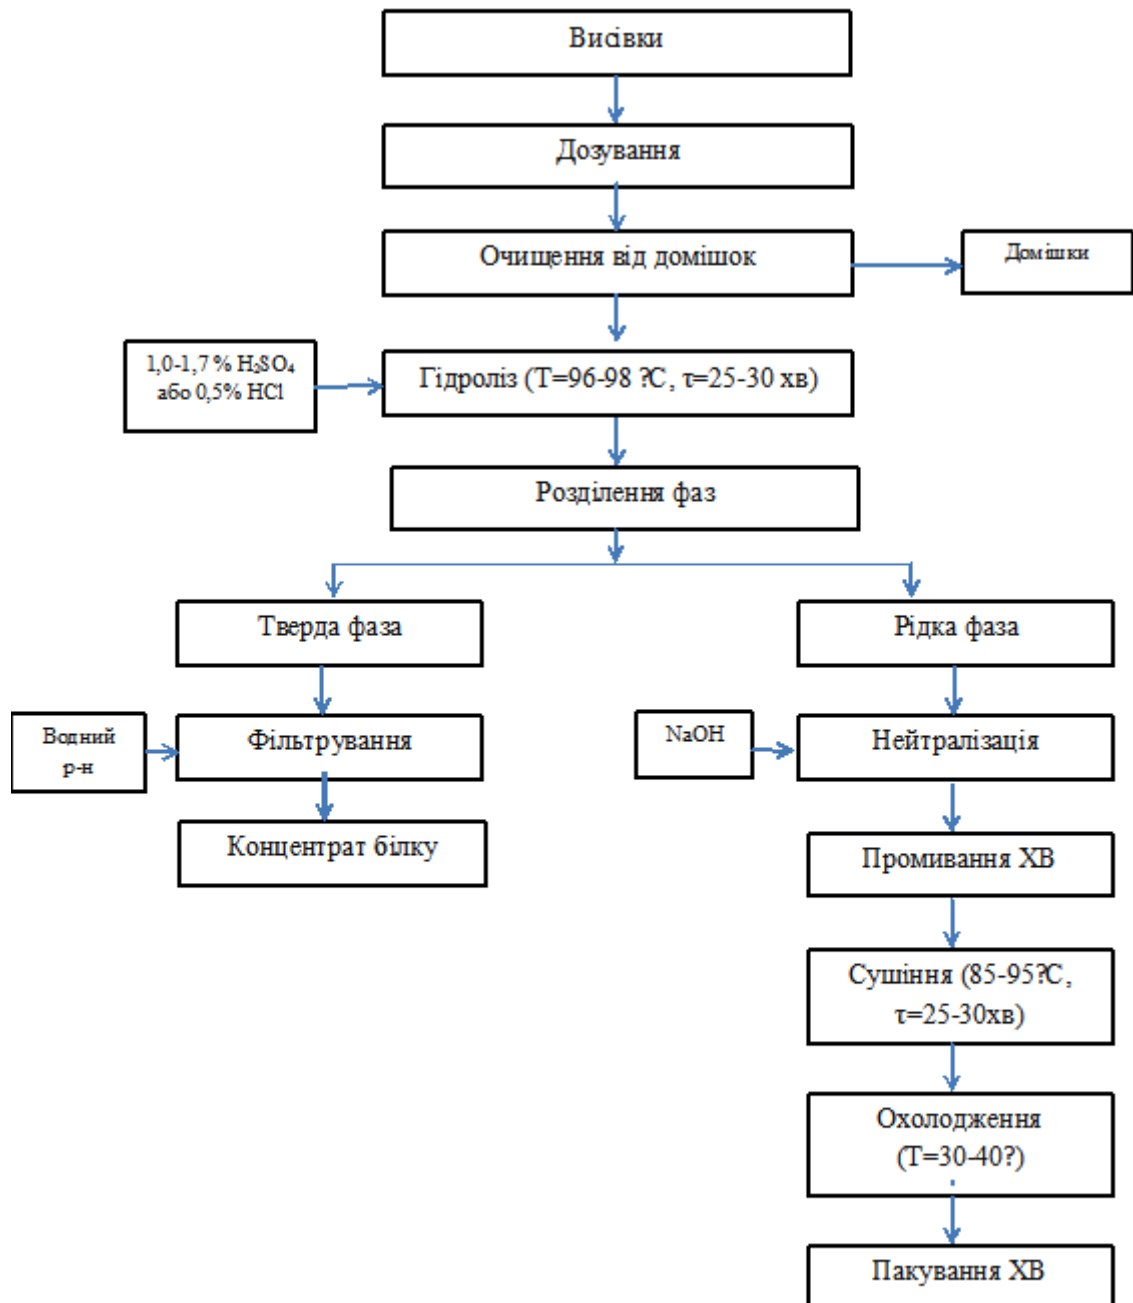 Висівки
Дозування
Очищення від домішок
Домішки
1,0-1,7 % H₂SO₄
або 0,5% HCl
Гідроліз (Т=96-98 ?С, τ=25-30 хв)
Розділення фаз
Тверда фаза
Рідка фаза
Водний
р-н
Фільтрування
NaOH
Нейтралізація
Концентрат білку
Промивання ХВ
Сушіння (85-95?С,
τ=25-30хв)
Охолодження
(Т=30-40?)
Пакування ХВ